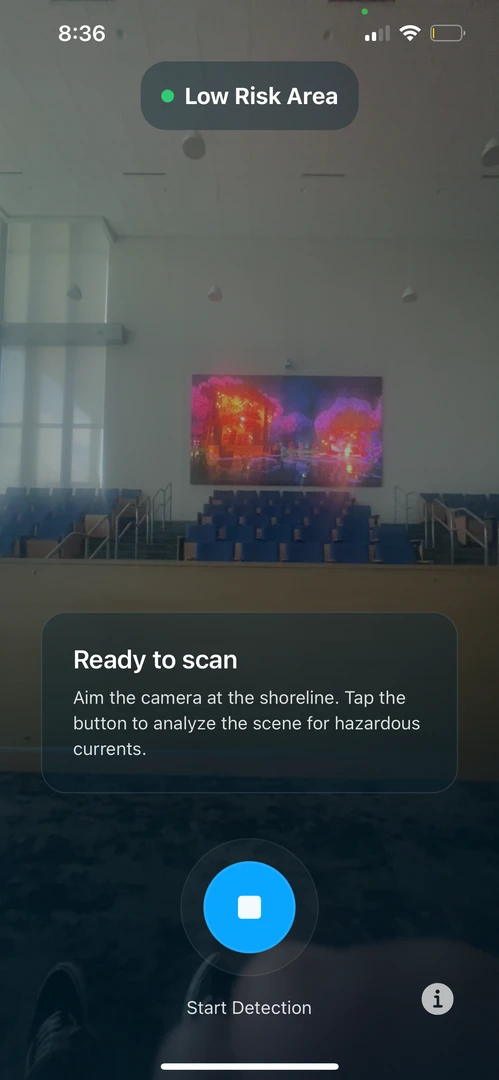 8:36
Low Risk Area
Ready to scan
Aim the camera at the shoreline. Tap the
button to analyze the scene for hazardous
currents.
Start Detection